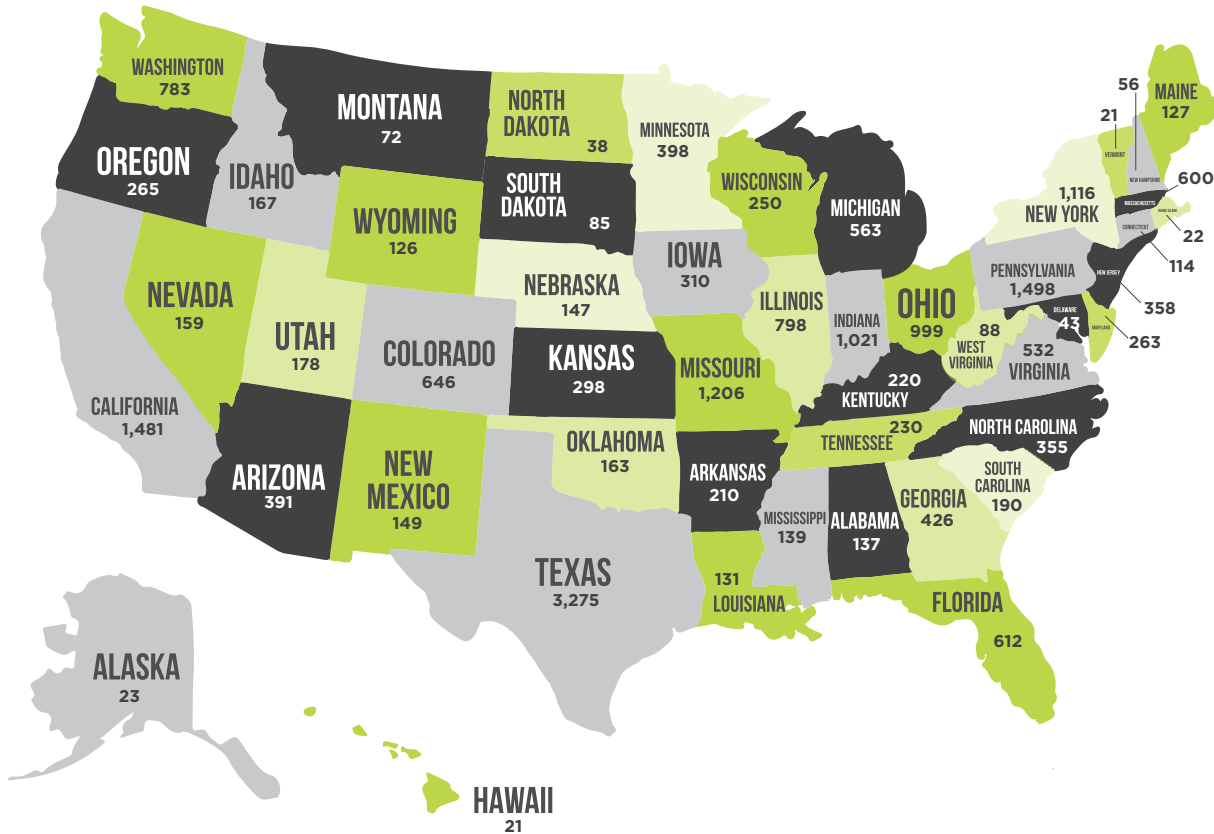 WASHINGTON
783
OREGON
265
CALIFORNIA
1,481
IDAHO
167
NEVADA
159
MONTANA
72
WYOMING
126
UTAH
178
ARIZONA
391
COLORADO
646
NEW
MEXICO
149
NORTH
DAKOTA
38
SOUTH
DAKOTA
85
NEBRASKA
147
KANSAS
298
OKLAHOMA
163
TEXAS
3,275
MINNESOTA
398
IOWA
310
MISSOURI
1,206
ARKANSAS
210
131
LOUISIANA
WISCONSIN
250
ILLINOIS
798
MICHIGAN
563
INDIANA
1,021
OHIO
999
220
KENTUCKY
230
TENNESSEE
MISSISSIPPI
139
ALABAMA
137
GEORGIA
426
FLORIDA
612
SOUTH
CAROLINA
190
NORTH CAROLINA
355
532
VIRGINIA
88
WEST
VIRGINIA
PENNSYLVANIA
1,498
1,116
NEW YORK
21
VERMONT
56
NEW HAMPSHIRE
MAINE
127
MASSACHUSETTS
600
RHODE ISLAND
22
CONNECTICUT
114
NEW JERSEY
358
DELAWARE
43
MARYLAND
263
ALASKA
23
HAWAII
21